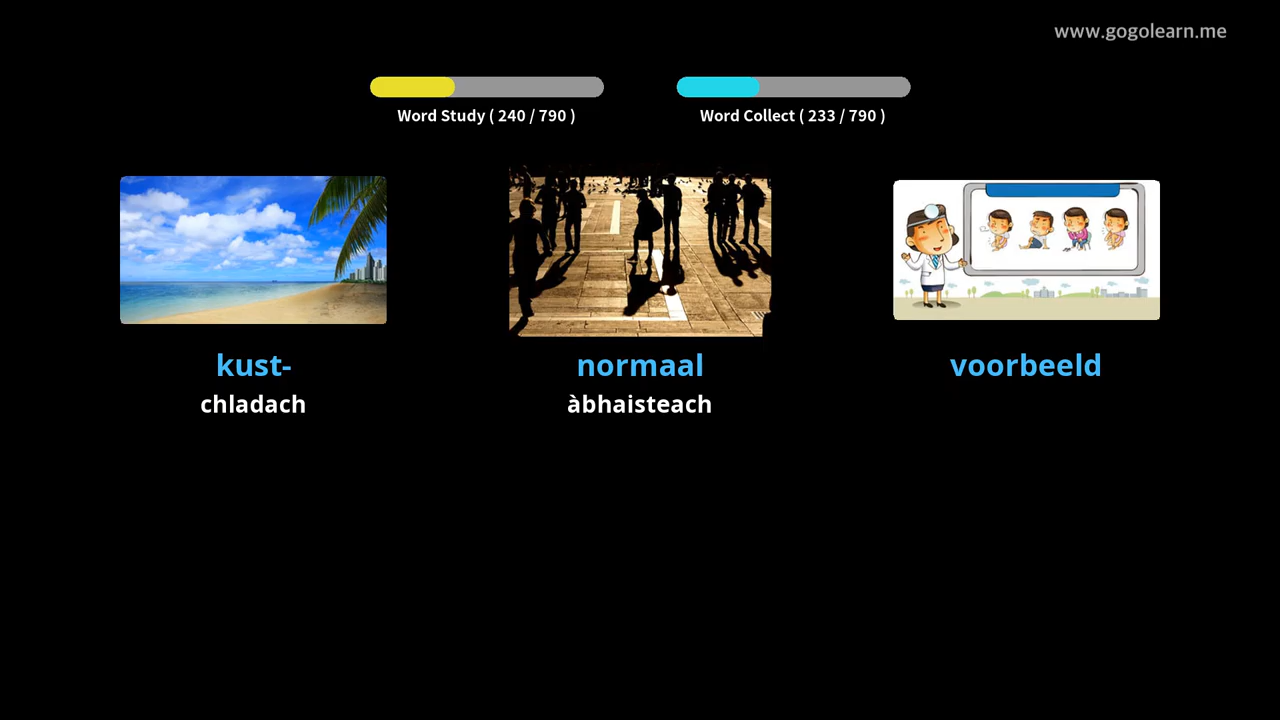 www.gogolearn.me
Word Study ( 240 / 790 )
Word Collect ( 233 / 790 )
kust-
normaal
voorbeeld
chladach
àbhaisteach